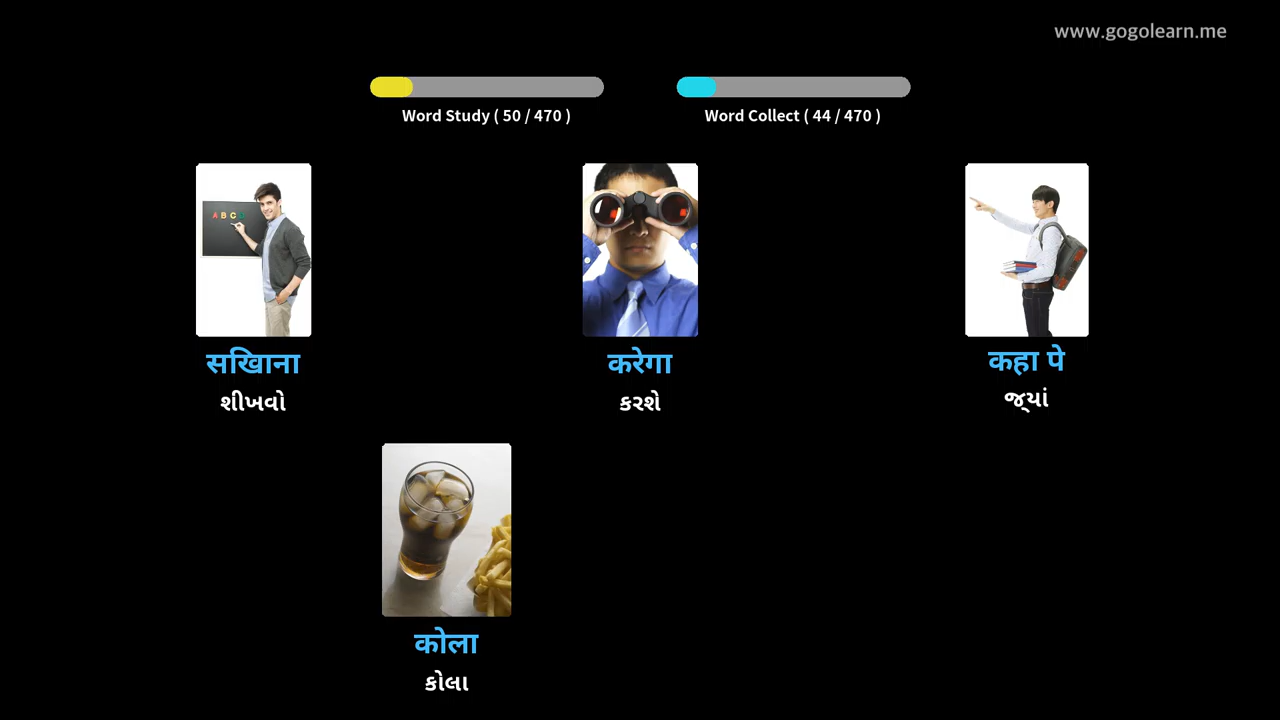 www.gogolearn.me
Word Study ( 50 / 470 )
Word Collect ( 44 / 470 )
A B C D
सखिाना
શીખવો
करेगा
કરશે
कहा पे
જ્યાં
कोला
કોલા